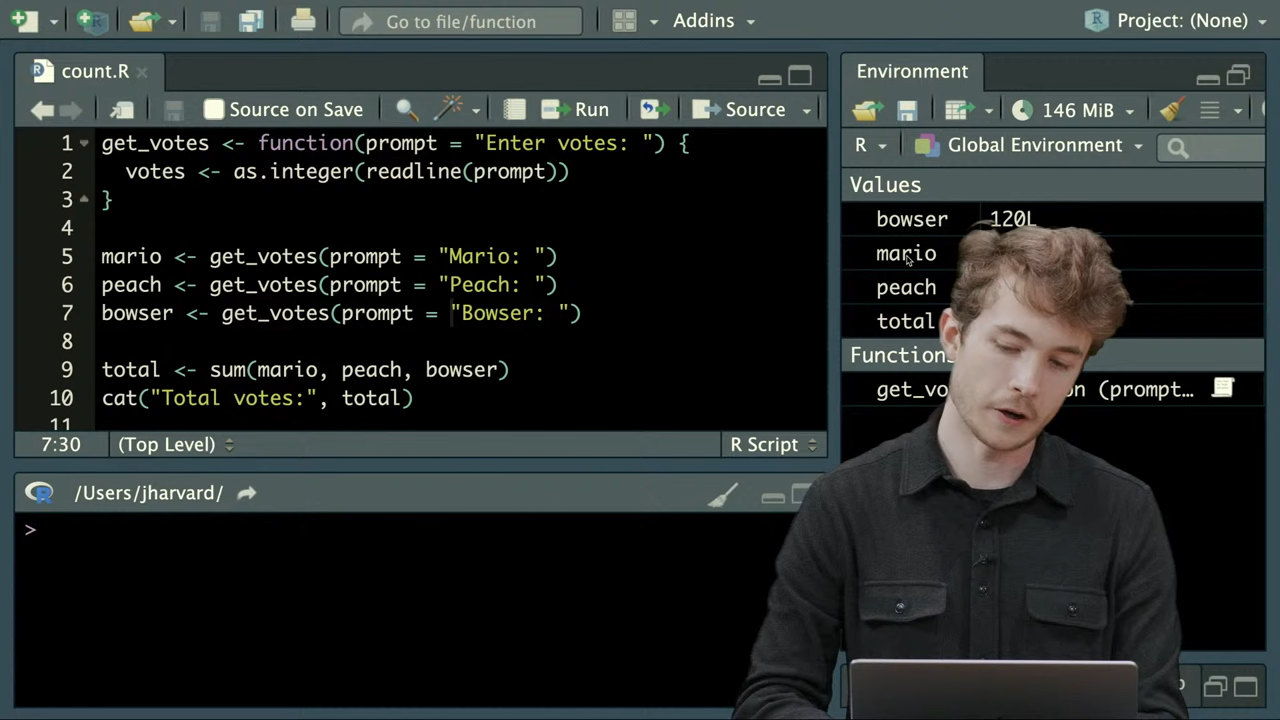 Go to file/function
Addins
Project: (None)
count.R
Source on Save
Run
Source
1 get_votes <- function(prompt = "Enter votes: ") {
2 votes <- as.integer(readline(prompt))
3 }
4
5 mario <- get_votes(prompt = "Mario: ")
6 peach <- get_votes(prompt = "Peach: ")
7 bowser <- get_votes(prompt = "Bowser: ")
8
9 total <- sum(mario, peach, bowser)
10 cat("Total votes:", total)
11
7:30
(Top Level)
R Script
/Users/jharvard/
>
Environment
146 MiB
R
Global Environment
Values
bowser 120L
mario
peach
total
Functions
(prompt…